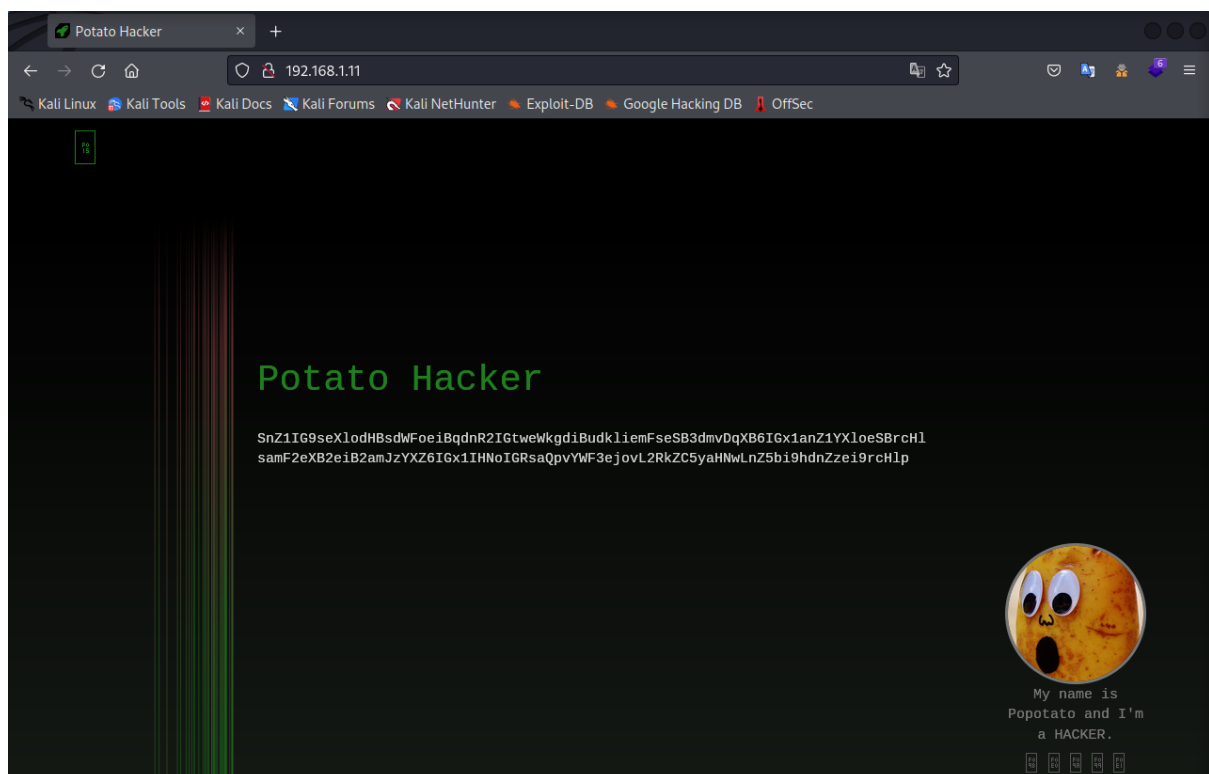 Potato Hacker
192.168.1.11
6
Kali Linux Kali Tools Kali Docs Kali Forums Kali NetHunter Exploit-DB Google Hacking DB OffSec
Potato Hacker
SnZ1IG9seXlodHBsdWFoeiBqdnR2IGtweWkgdiBudkliemFseSB3dmvDqXB6IGx1anZ1YXloeSBrcHl
samF2eXB2eiB2amJzYXZ6IGx1IHNoIGRsaQpvYWF3ejovL2RkZC5yaHNwLnZ5bi9hdnZzei9rcHlp
My name is
Popotato and I'm
a HACKER.